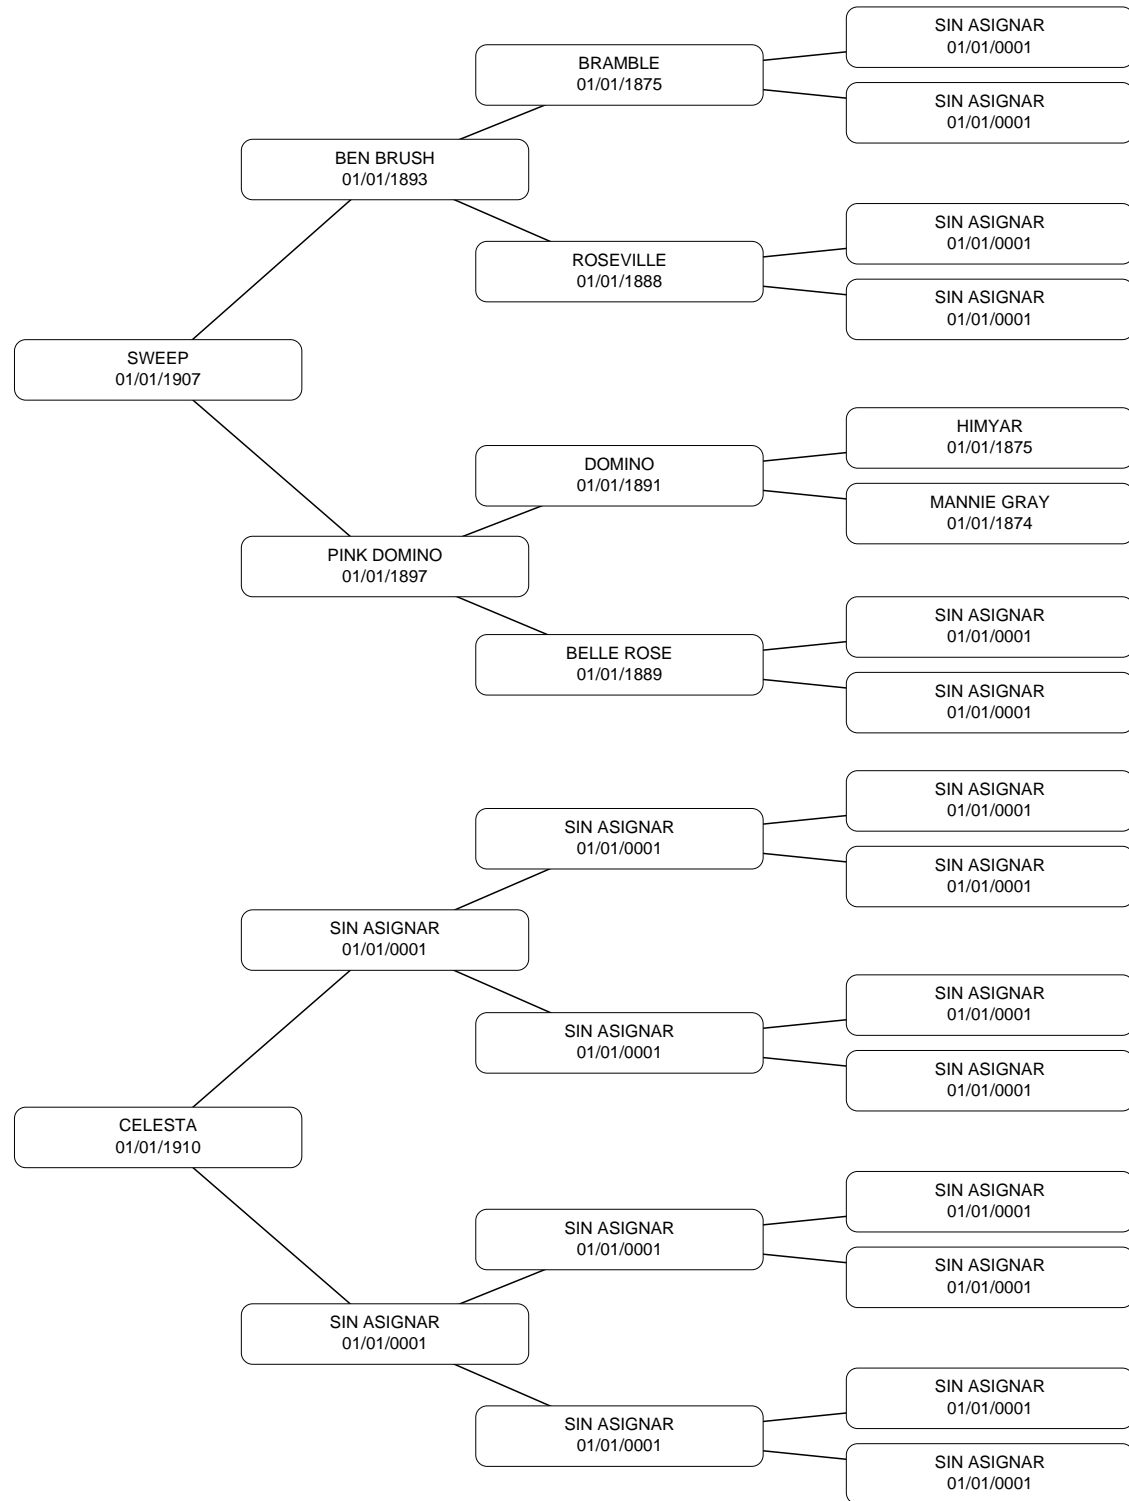 SIN ASIGNAR
01/01/0001
BRAMBLE
01/01/1875
SIN ASIGNAR
01/01/0001
BEN BRUSH
01/01/1893
SIN ASIGNAR
01/01/0001
ROSEVILLE
01/01/1888
SIN ASIGNAR
01/01/0001
SWEEP
01/01/1907
HIMYAR
01/01/1875
DOMINO
01/01/1891
MANNIE GRAY
01/01/1874
PINK DOMINO
01/01/1897
SIN ASIGNAR
01/01/0001
BELLE ROSE
01/01/1889
SIN ASIGNAR
01/01/0001
SIN ASIGNAR
01/01/0001
SIN ASIGNAR
01/01/0001
SIN ASIGNAR
01/01/0001
SIN ASIGNAR
01/01/0001
SIN ASIGNAR
01/01/0001
SIN ASIGNAR
01/01/0001
SIN ASIGNAR
01/01/0001
CELESTA
01/01/1910
SIN ASIGNAR
01/01/0001
SIN ASIGNAR
01/01/0001
SIN ASIGNAR
01/01/0001
SIN ASIGNAR
01/01/0001
SIN ASIGNAR
01/01/0001
SIN ASIGNAR
01/01/0001
SIN ASIGNAR
01/01/0001